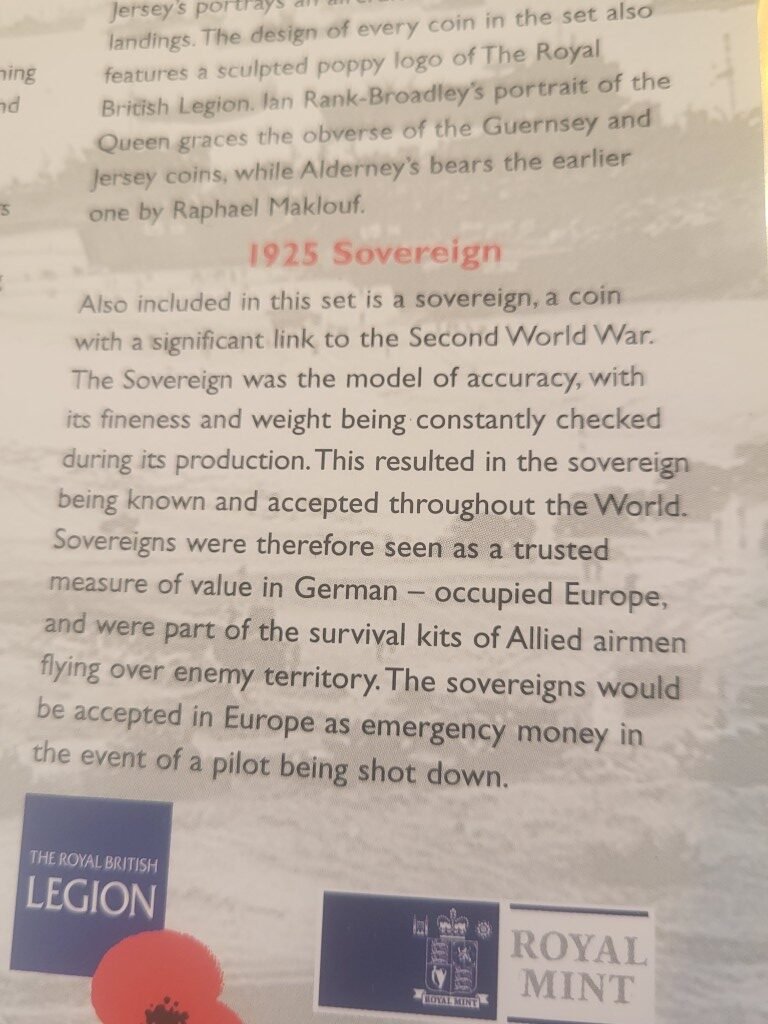 Jersey's portrays an
landings. The design of every coin in the set also
features a sculpted poppy logo of The Royal
British Legion. Ian Rank-Broadley's portrait of the
Queen graces the obverse of the Guernsey and
Jersey coins, while Alderney's bears the earlier
one by Raphael Maklouf.
1925 Sovereign
Also included in this set is a sovereign, a coin
with a significant link to the Second World War.
The Sovereign was the model of accuracy, with
its fineness and weight being constantly checked
during its production. This resulted in the sovereign
being known and accepted throughout the World.
Sovereigns were therefore seen as a trusted
measure of value in German – occupied Europe,
and were part of the survival kits of Allied airmen
flying over enemy territory. The sovereigns would
be accepted in Europe as emergency money in
the event of a pilot being shot down.
THE ROYAL BRITISH
LEGION
ROYAL MINT
ROYAL
MINT